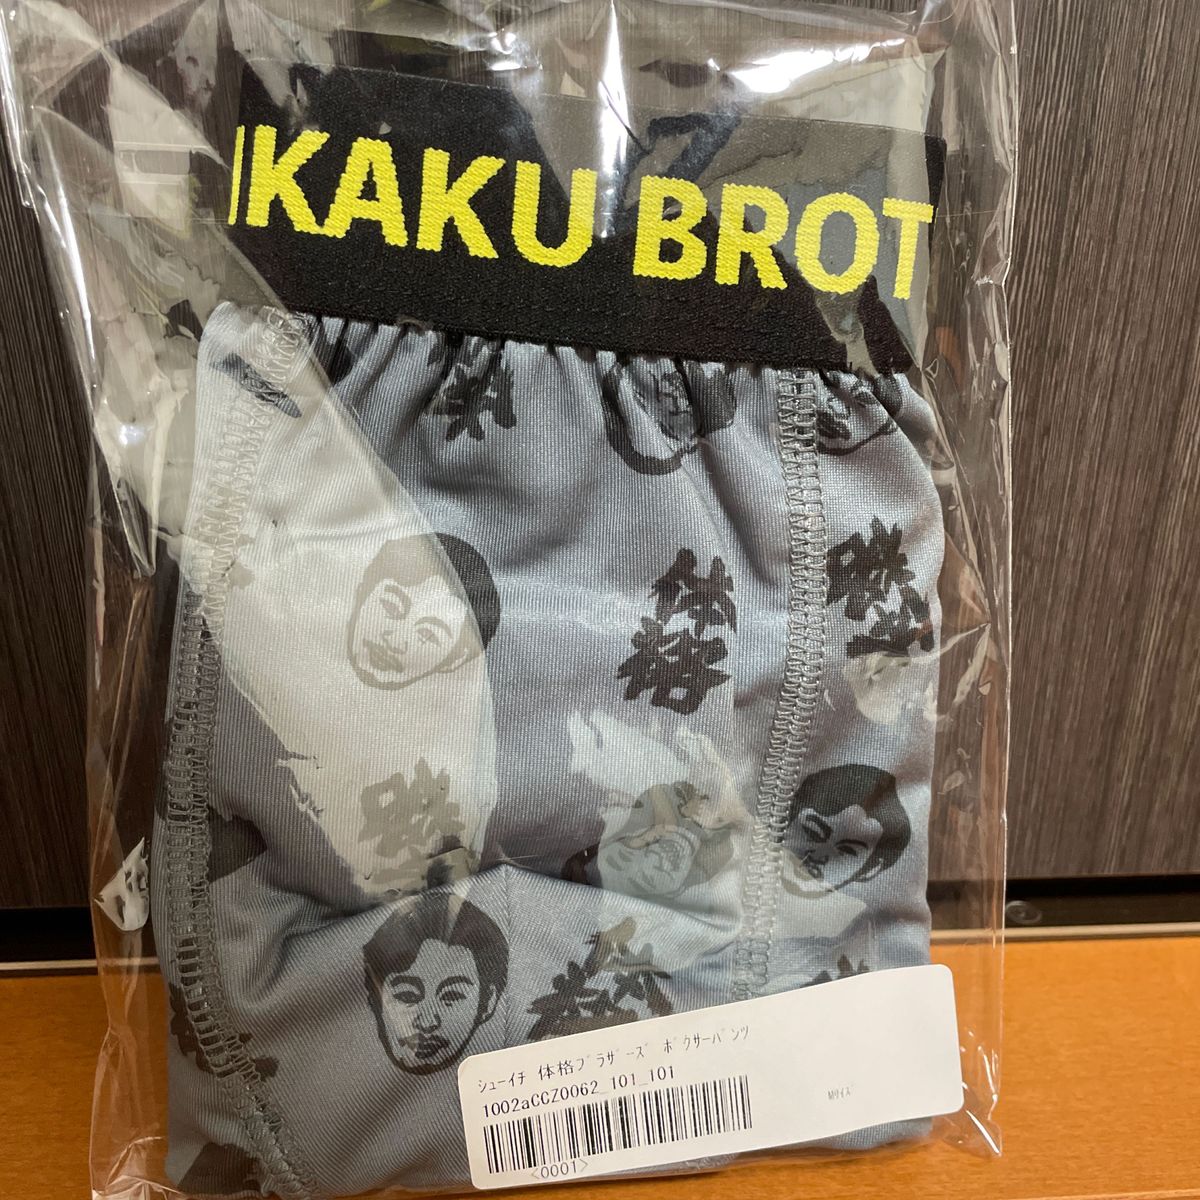 IKAKU BROT
体格
体格
シューイチ 体格ブラザーズ ボクサーパンツ
1002aCCZ0062_101_101
Mサイズ
<0001>